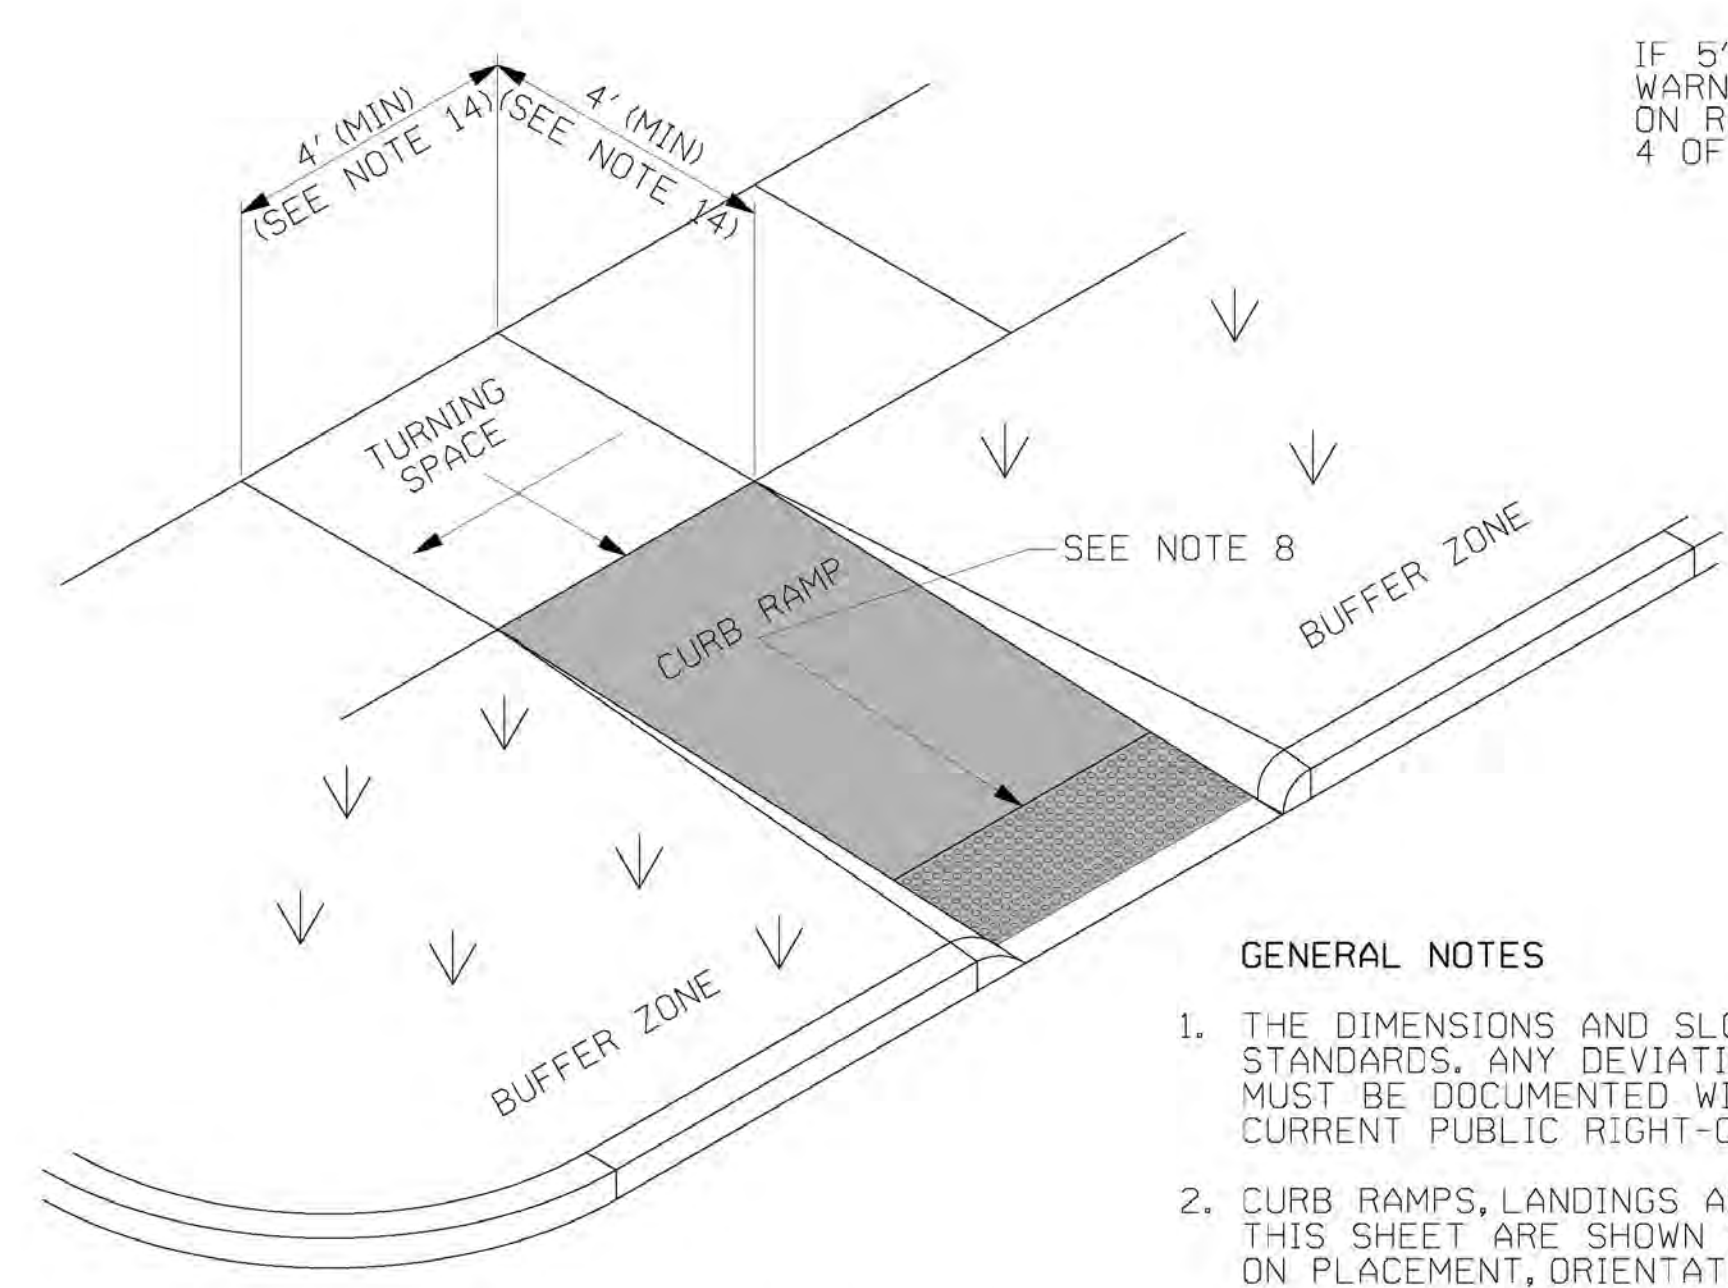 IF 5'
WARN
ON R
4 OF
4' (MIN)
(SEE NOTE 14)
4' (MIN)
(SEE NOTE 14)
TURNING
SPACE
SEE NOTE 8
CURB RAMP
BUFFER ZONE
BUFFER ZONE
GENERAL NOTES
1. THE DIMENSIONS AND SLO
STANDARDS. ANY DEVIATI
MUST BE DOCUMENTED WI
CURRENT PUBLIC RIGHT-O
2. CURB RAMPS, LANDINGS A
THIS SHEET ARE SHOWN
ON PLACEMENT, ORIENTAT